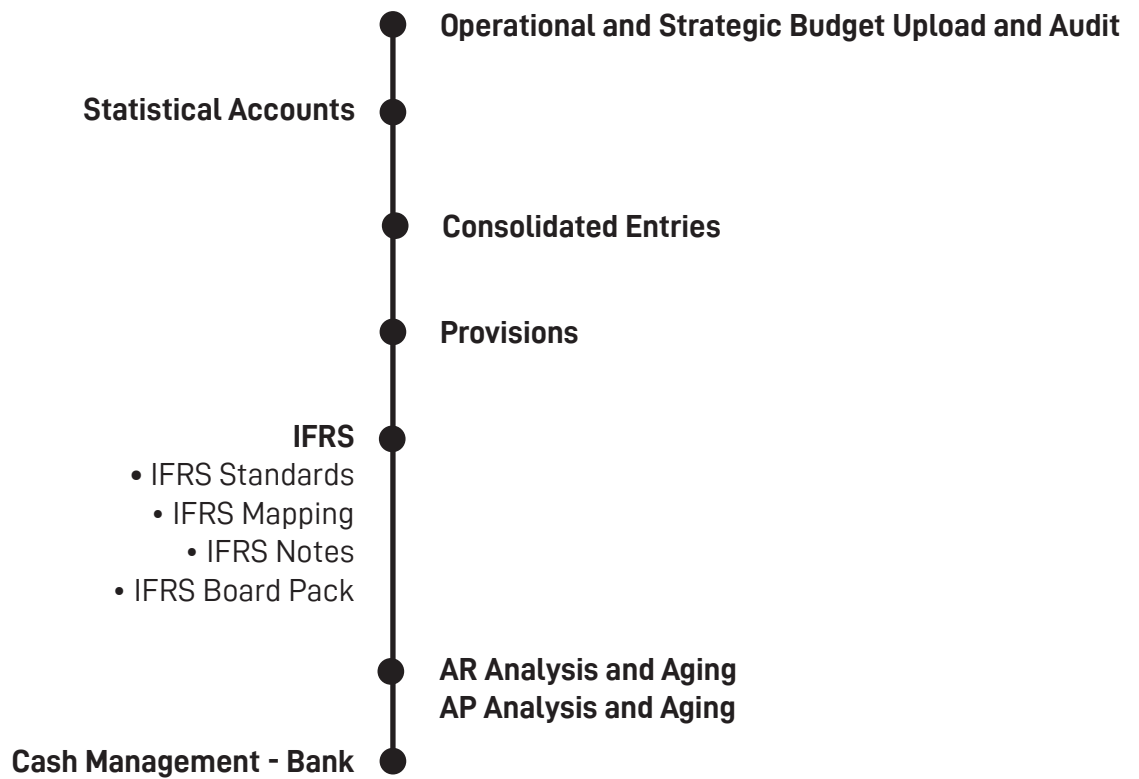 Operational and Strategic Budget Upload and Audit
Statistical Accounts
Consolidated Entries
Provisions
IFRS
• IFRS Standards
• IFRS Mapping
• IFRS Notes
• IFRS Board Pack
AR Analysis and Aging
AP Analysis and Aging
Cash Management - Bank